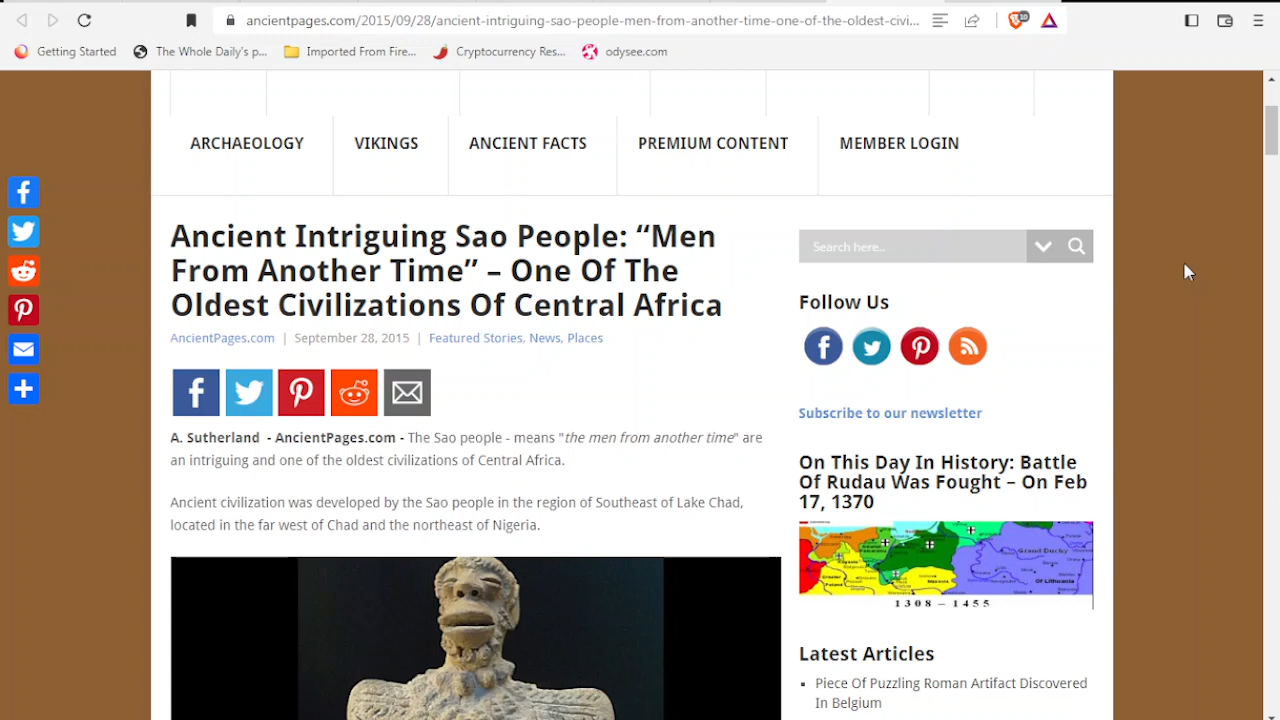 ancientpages.com/2015/09/28/ancient-intriguing-sao-people-men-from-another-time-one-of-the-oldest-civi...
10
Getting Started
The Whole Daily's p...
Imported From Fire...
Cryptocurrency Res...
odysee.com
ARCHAEOLOGY
VIKINGS
ANCIENT FACTS
PREMIUM CONTENT
MEMBER LOGIN
Ancient Intriguing Sao People: “Men
From Another Time” – One Of The
Oldest Civilizations Of Central Africa
AncientPages.com | September 28, 2015 | Featured Stories, News, Places
A. Sutherland - AncientPages.com - The Sao people - means "the men from another time" are
an intriguing and one of the oldest civilizations of Central Africa.
Ancient civilization was developed by the Sao people in the region of Southeast of Lake Chad,
located in the far west of Chad and the northeast of Nigeria.
Search here..
Follow Us
Subscribe to our newsletter
On This Day In History: Battle
Of Rudau Was Fought – On Feb
17, 1370
Grand Duchy
Of Lithuania
1308 – 1455
Latest Articles
Piece Of Puzzling Roman Artifact Discovered
In Belgium